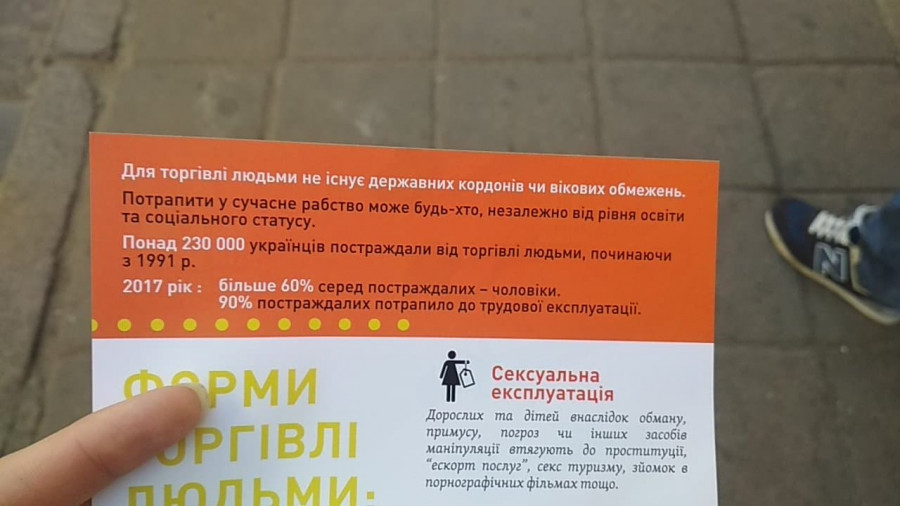 Для торгівлі людьми не існує державних кордонів чи вікових обмежень.
Потрапити у сучасне рабство може будь-хто, незалежно від рівня освіти
та соціального статусу.
Понад 230 000 українців постраждали від торгівлі людьми, починаючи
з 1991 р.
2017 рік : більше 60% серед постраждалих – чоловіки.
90% постраждалих потрапило до трудової експлуатації.
ФОРМИ
ТОРГІВЛІ
ЛЮДЬМИ:
Сексуальна
експлуатація
Дорослих та дітей внаслідок обману,
примусу, погроз чи інших засобів
маніпуляції втягують до проституції,
“ескорт послуг”, секс туризму, зйомок в
порнографічних фільмах тощо.
N